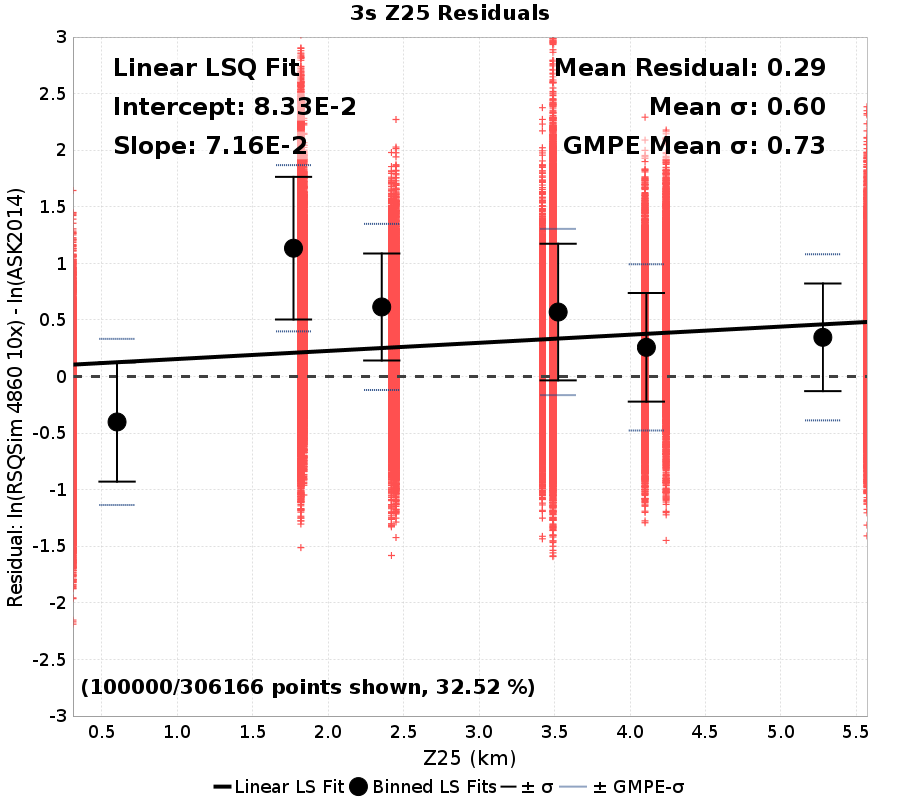 3s Z25 Residuals
Linear LSQ Fit
Intercept: 8.33E-2
Slope: 7.16E-2
Mean Residual: 0.29
Mean σ: 0.60
GMPE Mean σ: 0.73
3
2.5
2
1.5
1
0.5
0
-0.5
-1
-1.5
-2
-2.5
-3
Residual: ln(RSQSim 4860 10x) - ln(ASK2014)
(100000/306166 points shown, 32.52 %)
0.5 1.0 1.5 2.0 2.5 3.0 3.5 4.0 4.5 5.0 5.5
Z25 (km)
Linear LS Fit Binned LS Fits ± σ ± GMPE-σ